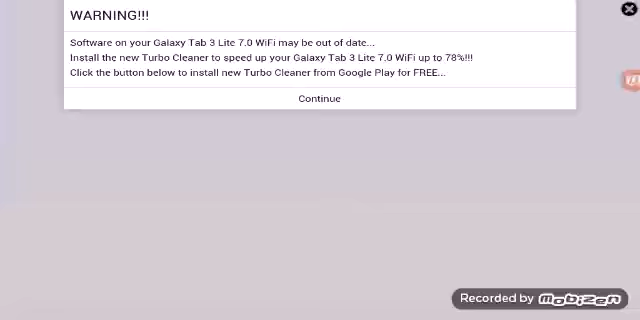 WARNING!!!
Software on your Galaxy Tab 3 Lite 7.0 WiFi may be out of date...
Install the new Turbo Cleaner to speed up your Galaxy Tab 3 Lite 7.0 WiFi up to 78%!!!
Click the button below to install new Turbo Cleaner from Google Play for FREE...
Continue
Recorded by Mobizen